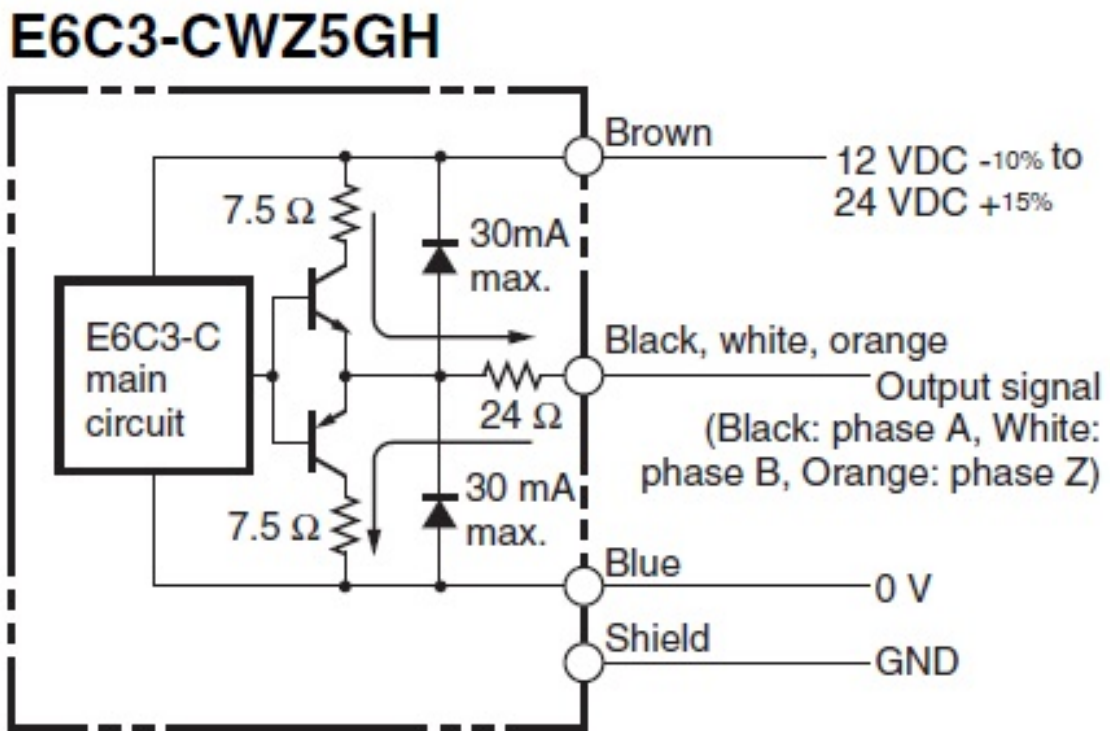 E6C3-CWZ5GH
Brown
12 VDC -10% to
24 VDC +15%
7.5 Ω
30mA
max.
E6C3-C
main
circuit
Black, white, orange
24 Ω
Output signal
(Black: phase A, White:
phase B, Orange: phase Z)
7.5 Ω
30 mA
max.
Blue
0 V
Shield
GND